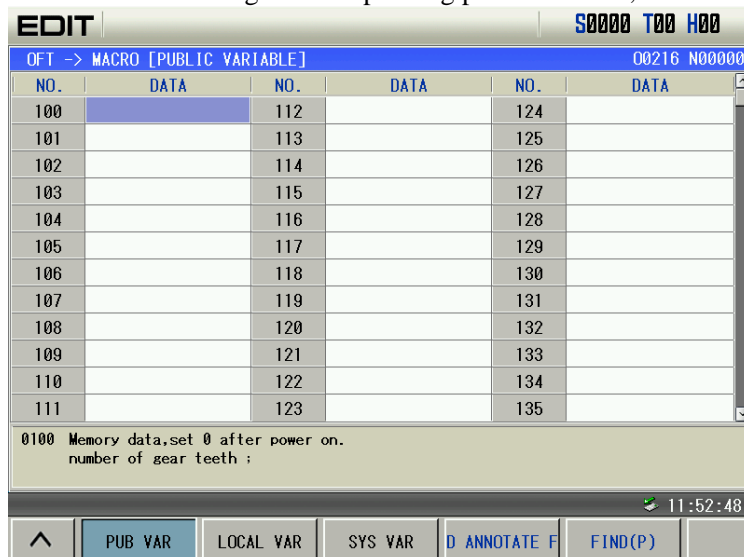 EDIT S0000 T00 H00
OFT -> MACRO [PUBLIC VARIABLE] O0216 N00000
NO. DATA NO. DATA NO. DATA
100 112 124
101 113 125
102 114 126
103 115 127
104 116 128
105 117 129
106 118 130
107 119 131
108 120 132
109 121 133
110 122 134
111 123 135
0100 Memory data,set 0 after power on.
number of gear teeth ;
11:52:48
PUB VAR LOCAL VAR SYS VAR D ANNOTATE F FIND(P)